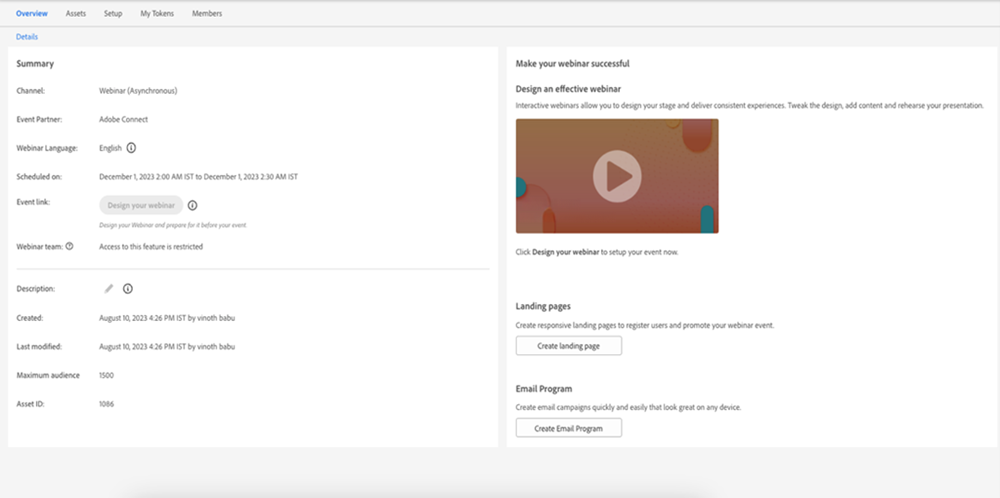 Overview Assets Setup My Tokens Members
Details
Summary
Channel: Webinar (Asynchronous)
Event Partner: Adobe Connect
Webinar Language: English
Scheduled on: December 1, 2023 2:00 AM IST to December 1, 2023 2:30 AM IST
Event link: Design your webinar
Design your Webinar and prepare for it before your event
Webinar team: Access to this feature is restricted
Description:
Created: August 10, 2023 4:26 PM IST by vinoth babu
Last modified: August 10, 2023 4:26 PM IST by vinoth babu
Maximum audience 1500
Asset ID: 1086
Make your webinar successful
Design an effective webinar
Interactive webinars allow you to design your stage and deliver consistent experiences. Tweak the design, add content and rehearse your presentation.
Click Design your webinar to setup your event now.
Landing pages
Create responsive landing pages to register users and promote your webinar event.
Create landing page
Email Program
Create email campaigns quickly and easily that look great on any device.
Create Email Program